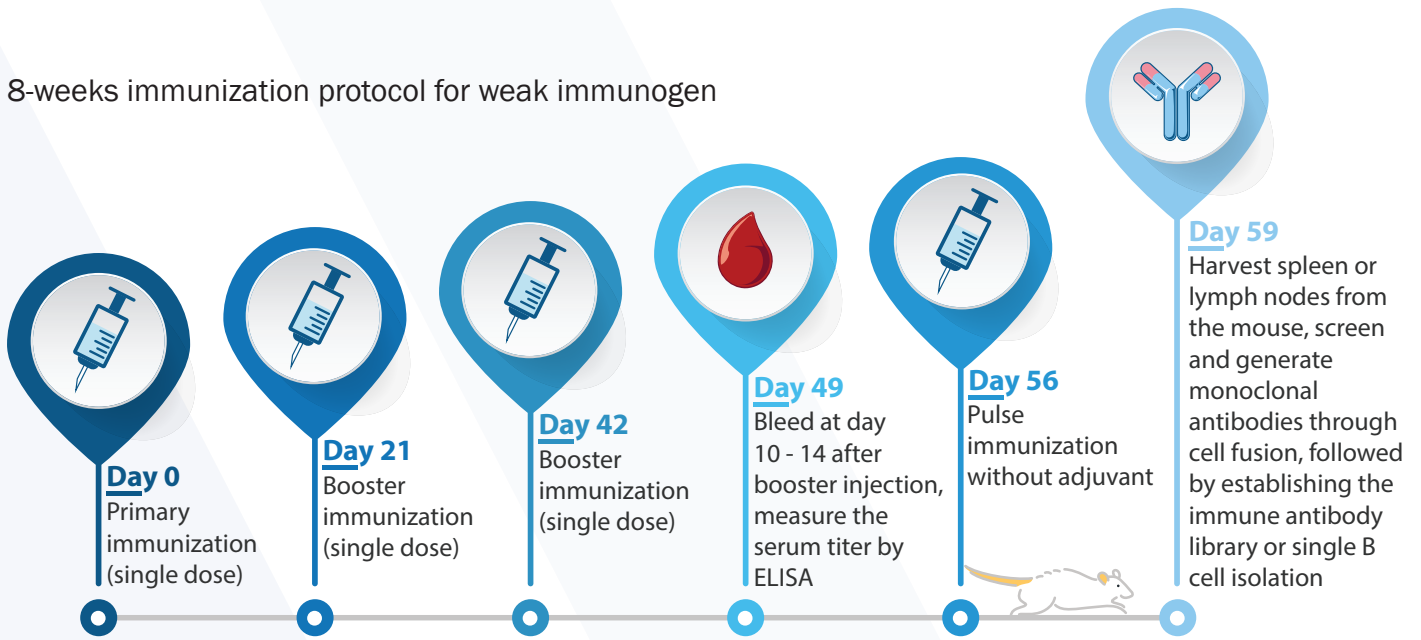 8-weeks immunization protocol for weak immunogen
Day 0
Primary
immunization
(single dose)
Day 21
Booster
immunization
(single dose)
Day 42
Booster
immunization
(single dose)
Day 49
Bleed at day
10 - 14 after
booster injection,
measure the
serum titer by
ELISA
Day 56
Pulse
immunization
without adjuvant
Day 59
Harvest spleen or
lymph nodes from
the mouse, screen
and generate
monoclonal
antibodies through
cell fusion, followed
by establishing the
immune antibody
library or single B
cell isolation